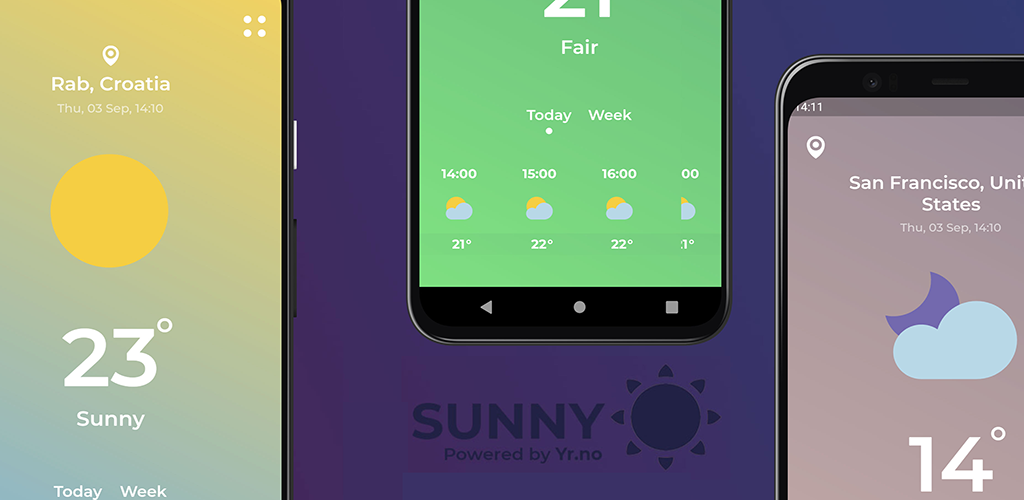 Rab, Croatia
Thu, 03 Sep, 14:10
23°
Sunny
Today Week
21
Fair
Today Week
14:00 15:00 16:00 00
21° 22° 22° :1°
SUNNY
Powered by Yr.no
14:11
San Francisco, Unit
States
Thu, 03 Sep, 14:10
14°